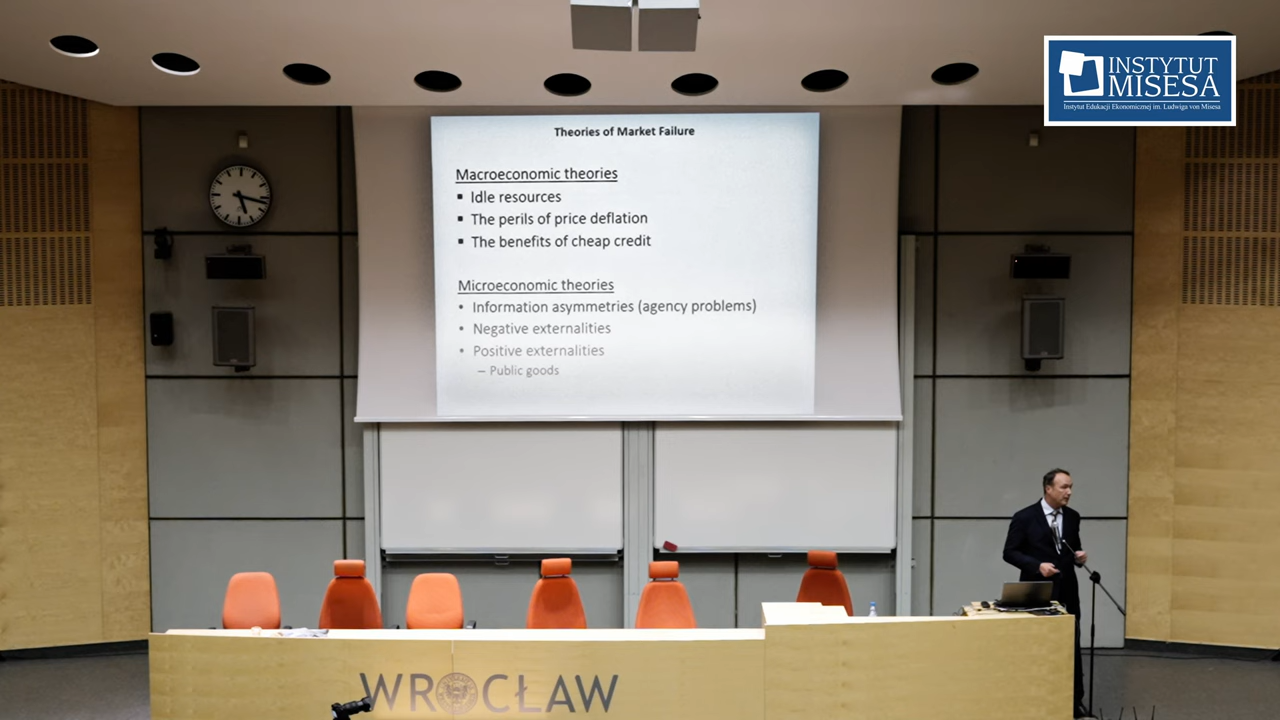 INSTYTUT
MISESA
Instytut Edukacji Ekonomicznej im. Ludwiga von Misesa
Theories of Market Failure
Macroeconomic theories
▪ Idle resources
▪ The perils of price deflation
▪ The benefits of cheap credit
Microeconomic theories
• Information asymmetries (agency problems)
• Negative externalities
• Positive externalities
– Public goods
WROCŁAW